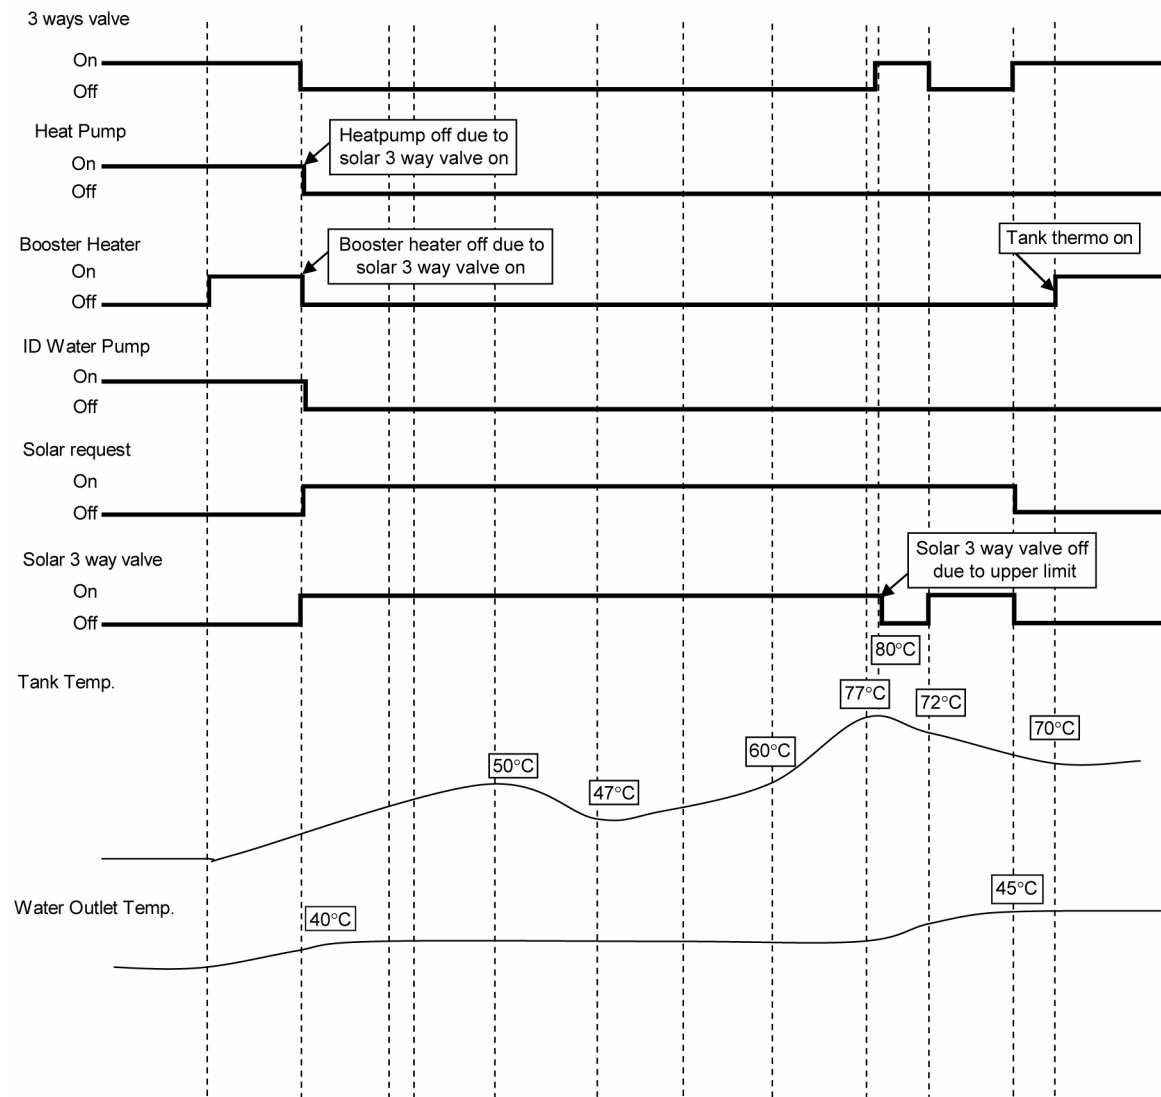 3 ways valve
On
Off
Heat Pump
On
Off
Heatpump off due to
solar 3 way valve on
Booster Heater
On
Off
Booster heater off due to
solar 3 way valve on
Tank thermo on
ID Water Pump
On
Off
Solar request
On
Off
Solar 3 way valve
On
Off
Solar 3 way valve off
due to upper limit
80°C
Tank Temp.
77°C
72°C
70°C
60°C
50°C
47°C
Water Outlet Temp.
40°C
45°C